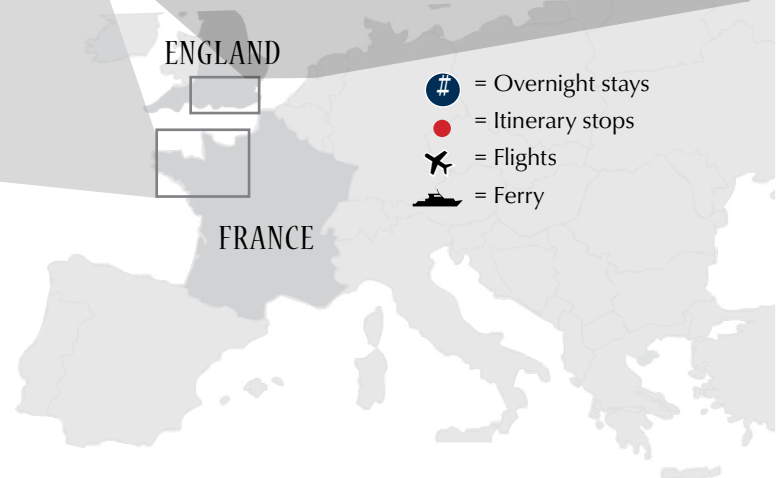 ENGLAND
# = Overnight stays
= Itinerary stops
= Flights
= Ferry
FRANCE